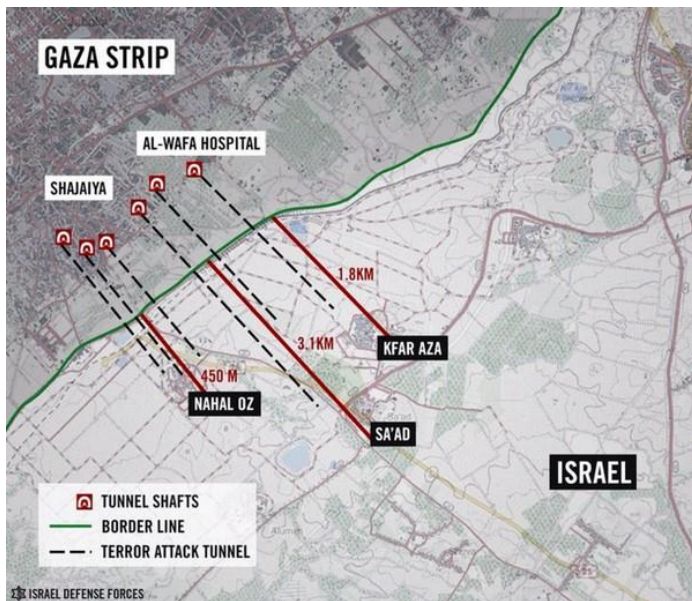 GAZA STRIP
AL-WAFA HOSPITAL
SHAJAIYA
1.8KM
3.1KM
KFAR AZA
450 M
NAHAL OZ
SA'AD
ISRAEL
TUNNEL SHAFTS
BORDER LINE
TERROR ATTACK TUNNEL
ISRAEL DEFENSE FORCES